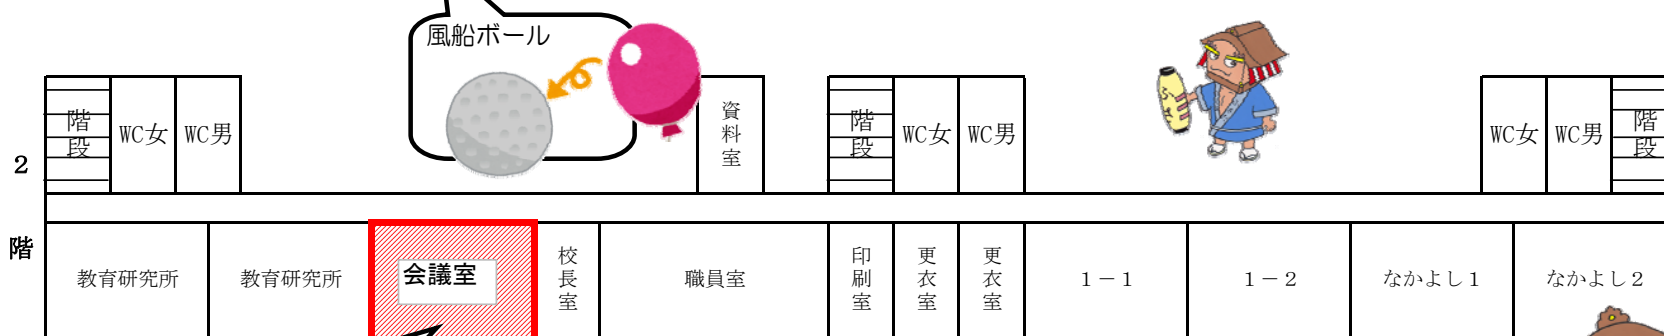 風船ボール
階段
WC女
WC男
資料室
階段
WC女
WC男
WC女
WC男
階段
2階
教育研究所
教育研究所
会議室
校長室
職員室
印刷室
更衣室
更衣室
1－1
1－2
なかよし1
なかよし2